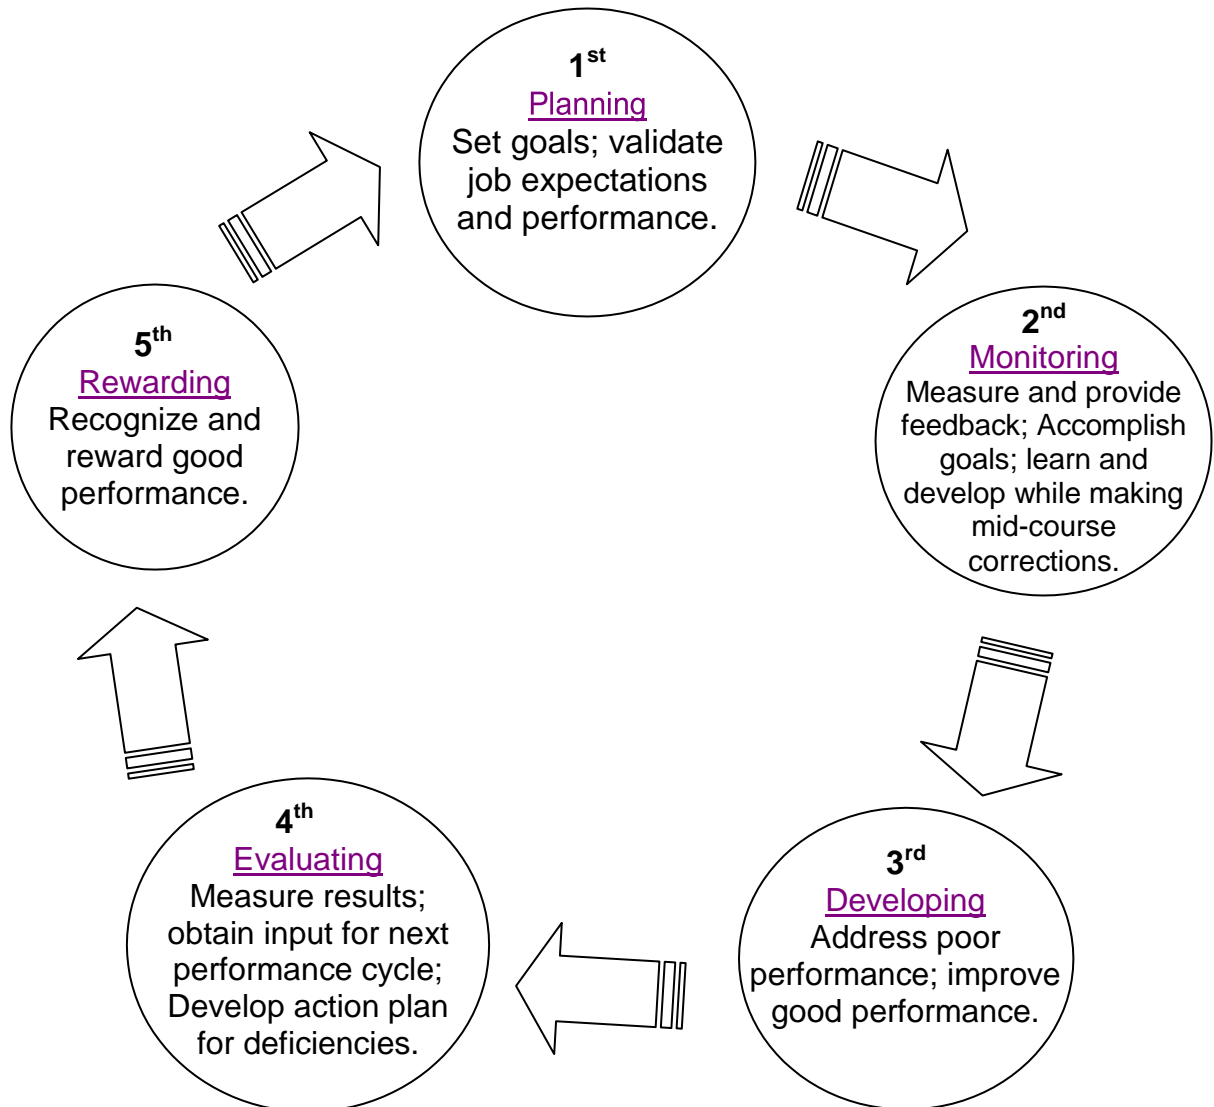 1st
Planning
Set goals; validate
job expectations
and performance.
2nd
Monitoring
Measure and provide
feedback; Accomplish
goals; learn and
develop while making
mid-course
corrections.
3rd
Developing
Address poor
performance; improve
good performance.
4th
Evaluating
Measure results;
obtain input for next
performance cycle;
Develop action plan
for deficiencies.
5th
Rewarding
Recognize and
reward good
performance.